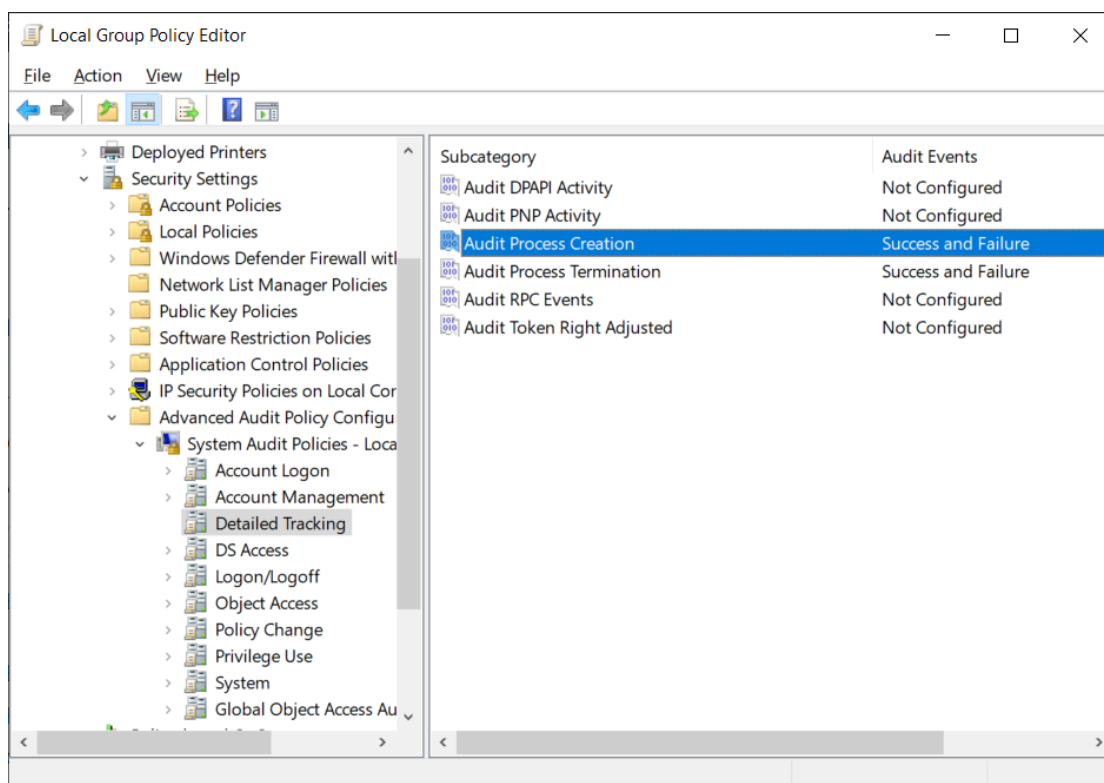 Local Group Policy Editor
File Action View Help
Deployed Printers
Security Settings
Account Policies
Local Policies
Windows Defender Firewall witl
Network List Manager Policies
Public Key Policies
Software Restriction Policies
Application Control Policies
IP Security Policies on Local Cor
Advanced Audit Policy Configu
System Audit Policies - Loca
Account Logon
Account Management
Detailed Tracking
DS Access
Logon/Logoff
Object Access
Policy Change
Privilege Use
System
Global Object Access Au
Subcategory Audit Events
Audit DPAPI Activity Not Configured
Audit PNP Activity Not Configured
Audit Process Creation Success and Failure
Audit Process Termination Success and Failure
Audit RPC Events Not Configured
Audit Token Right Adjusted Not Configured